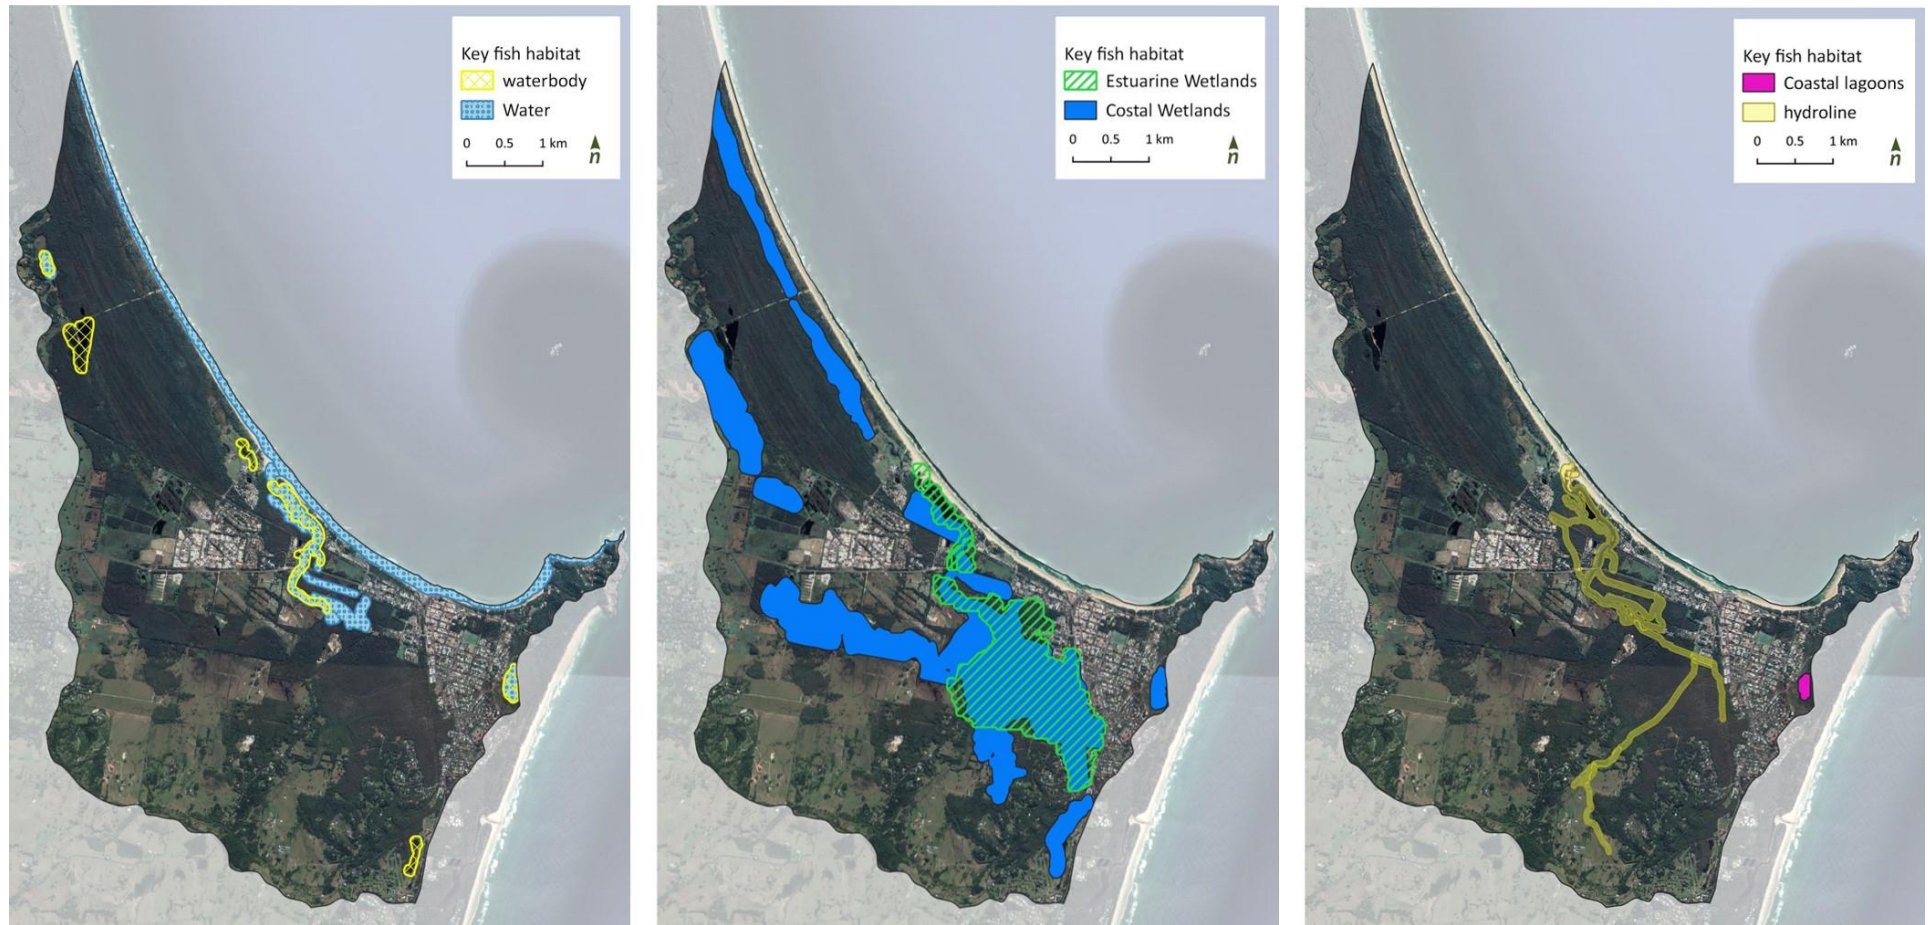 Key fish habitat
waterbody
Water
0 0.5 1 km
n
Key fish habitat
Estuarine Wetlands
Costal Wetlands
0 0.5 1 km
n
Key fish habitat
Coastal lagoons
hydroline
0 0.5 1 km
n